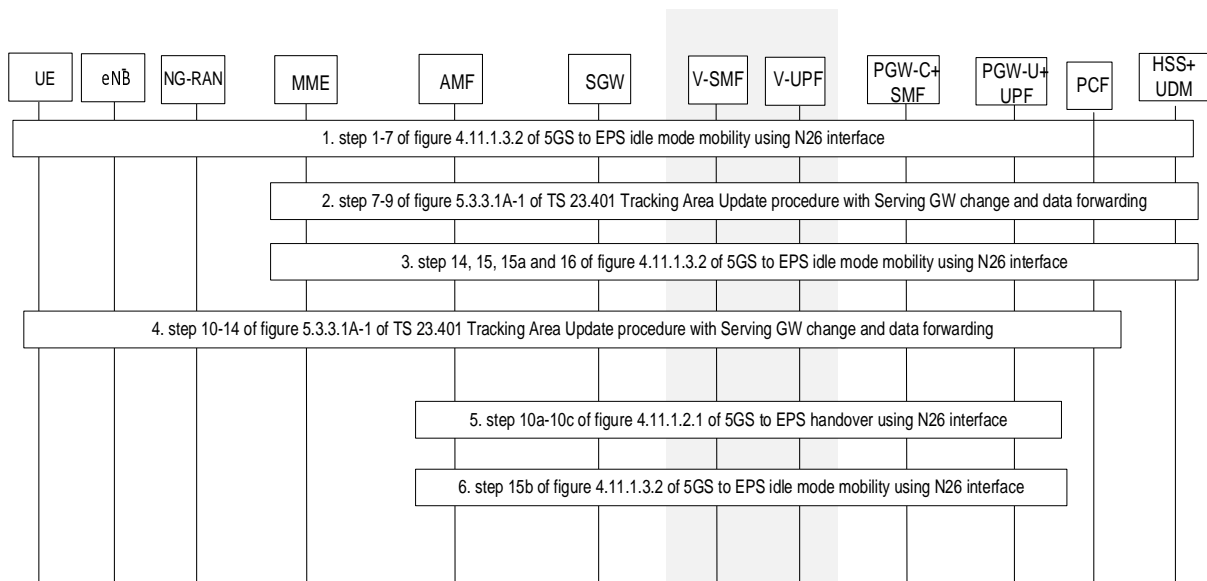 UE
eNB
NG-RAN
MME
AMF
SGW
V-SMF
V-UPF
PGW-C+
SMF
PGW-U+
UPF
PCF
HSS+
UDM
1. step 1-7 of figure 4.11.1.3.2 of 5GS to EPS idle mode mobility using N26 interface
2. step 7-9 of figure 5.3.3.1A-1 of TS 23.401 Tracking Area Update procedure with Serving GW change and data forwarding
3. step 14, 15, 15a and 16 of figure 4.11.1.3.2 of 5GS to EPS idle mode mobility using N26 interface
4. step 10-14 of figure 5.3.3.1A-1 of TS 23.401 Tracking Area Update procedure with Serving GW change and data forwarding
5. step 10a-10c of figure 4.11.1.2.1 of 5GS to EPS handover using N26 interface
6. step 15b of figure 4.11.1.3.2 of 5GS to EPS idle mode mobility using N26 interface